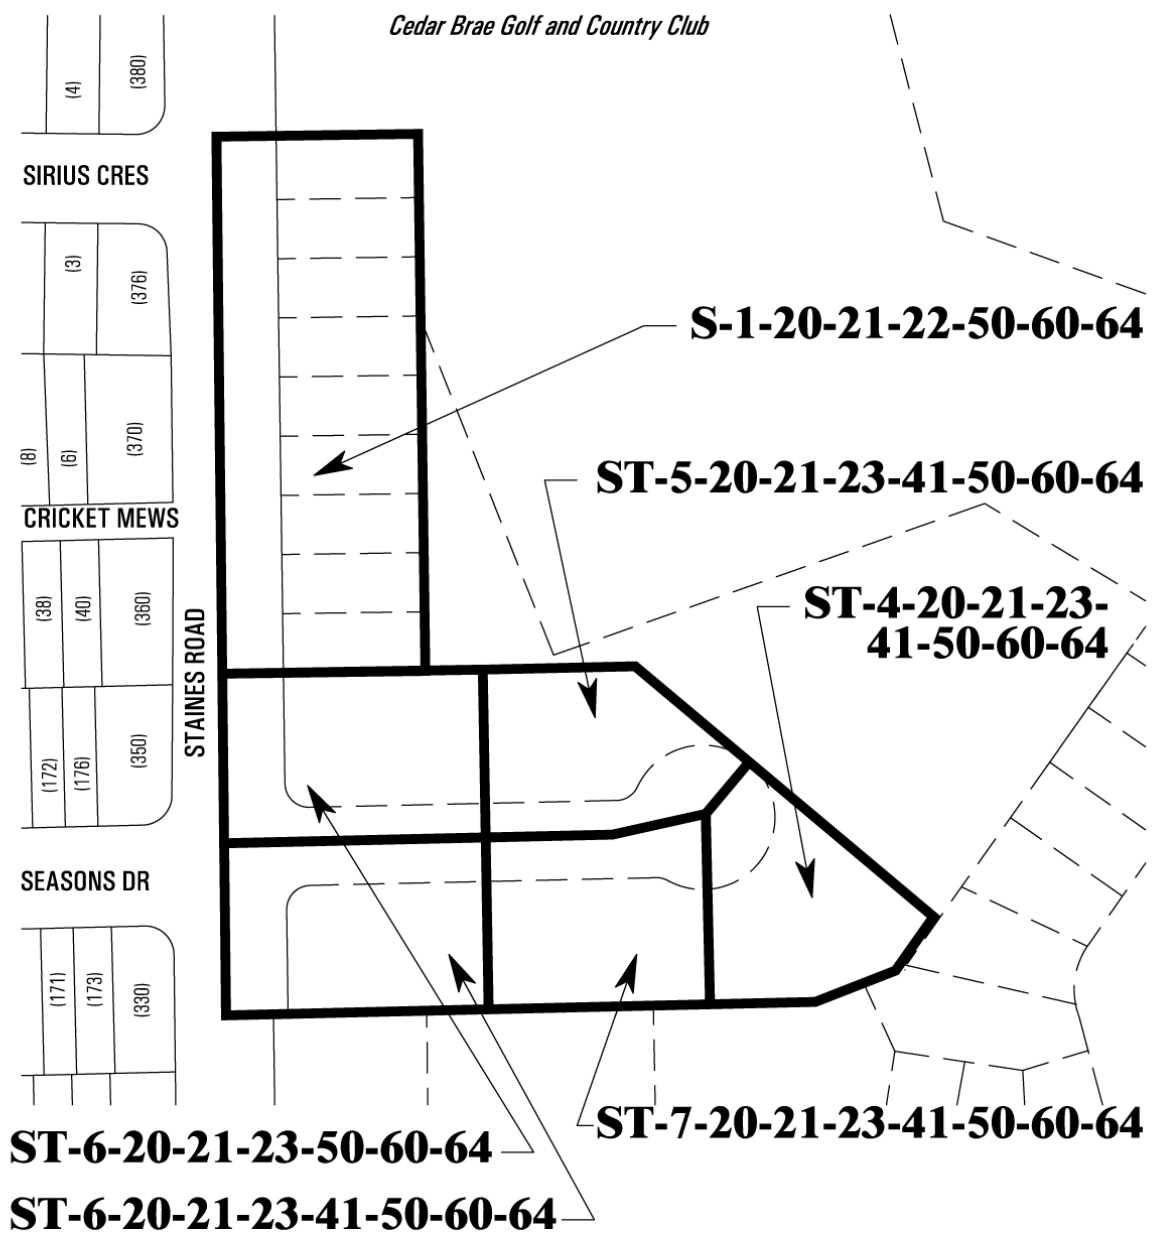 Cedar Brae Golf and Country Club
(4)
(380)
SIRIUS CRES
(3)
(376)
S-1-20-21-22-50-60-64
(8)
(6)
(370)
ST-5-20-21-23-41-50-60-64
CRICKET MEWS
(38)
(40)
(360)
STAINES ROAD
ST-4-20-21-23-
41-50-60-64
(172)
(176)
(350)
SEASONS DR
(171)
(173)
(330)
ST-7-20-21-23-41-50-60-64
ST-6-20-21-23-50-60-64
ST-6-20-21-23-41-50-60-64